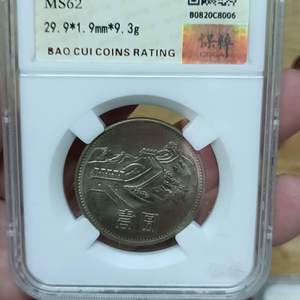 MS62
B0820C8006
29.9*1.9mm*9.3g
保粹
BAO CUI COINS RATING
壹圆